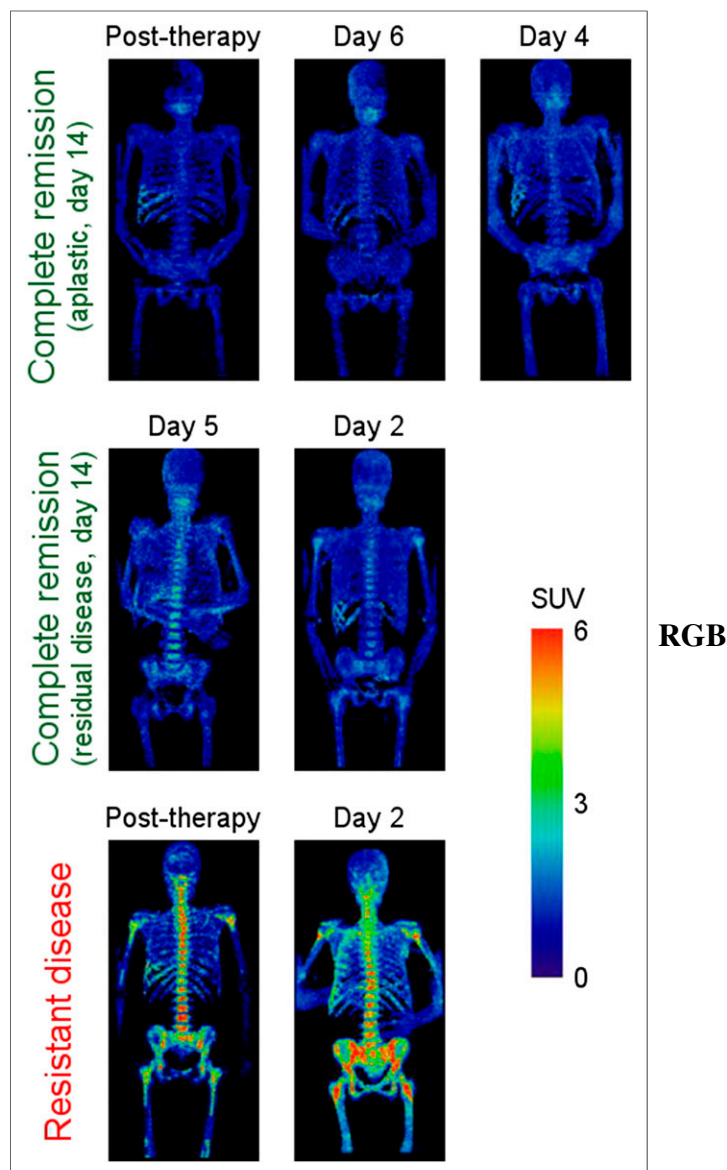 Post-therapy Day 6 Day 4
Complete remission
(aplastic, day 14)
Day 5 Day 2
Complete remission
(residual disease, day 14)
SUV
6
3
0
RGB
Post-therapy Day 2
Resistant disease